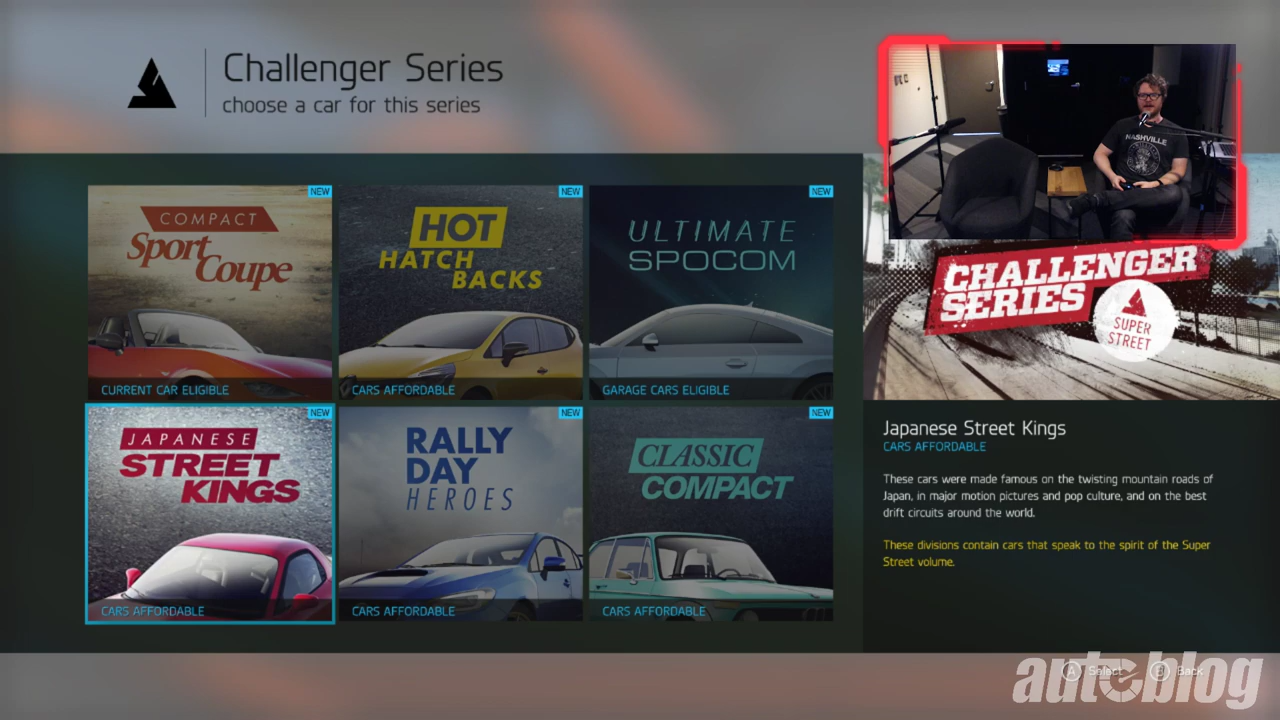 Challenger Series
choose a car for this series
NASHVILLE
NEW
COMPACT
Sport
Coupe
CURRENT CAR ELIGIBLE
NEW
HOT
HATCH
BACKS
CARS AFFORDABLE
NEW
ULTIMATE
SPOCOM
GARAGE CARS ELIGIBLE
NEW
JAPANESE
STREET
KINGS
CARS AFFORDABLE
NEW
RALLY
DAY
HEROES
CARS AFFORDABLE
NEW
CLASSIC
COMPACT
CARS AFFORDABLE
CHALLENGER
SERIES
SUPER
STREET
Japanese Street Kings
CARS AFFORDABLE
These cars were made famous on the twisting mountain roads of
Japan, in major motion pictures and pop culture, and on the best
drift circuits around the world.
These divisions contain cars that speak to the spirit of the Super
Street volume.
A Select
B Back
autoblog